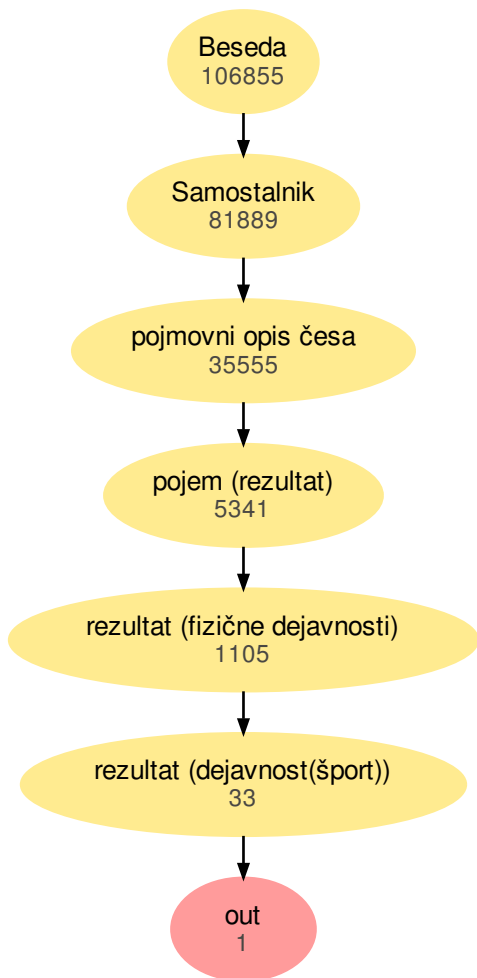 Beseda
106855
Samostalnik
81889
pojmovni opis česa
35555
pojem (rezultat)
5341
rezultat (fizične dejavnosti)
1105
rezultat (dejavnost(šport))
33
out
1